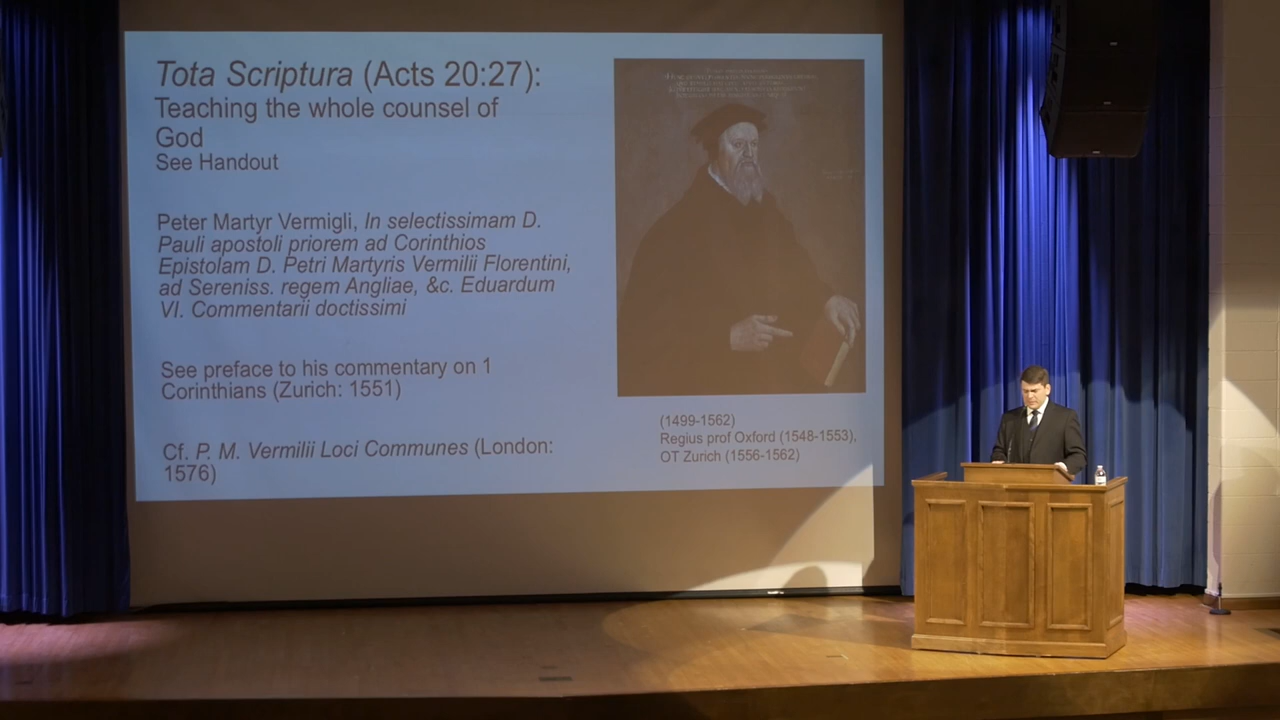 Tota Scriptura (Acts 20:27):
Teaching the whole counsel of
God
See Handout
Peter Martyr Vermigli, In selectissimam D.
Pauli apostoli priorem ad Corinthios
Epistolam D. Petri Martyris Vermilii Florentini,
ad Sereniss. regem Angliae, &c. Eduardum
VI. Commentarii doctissimi
See preface to his commentary on 1
Corinthians (Zurich: 1551)
Cf. P. M. Vermilii Loci Communes (London:
1576)
(1499-1562)
Regius prof Oxford (1548-1553),
OT Zurich (1556-1562)